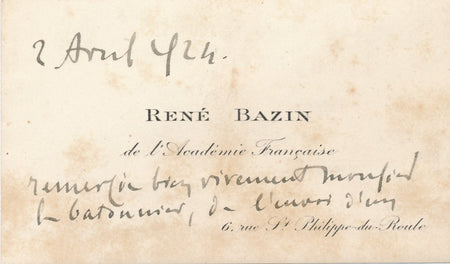 2 Avril 1924.
RENÉ BAZIN
de l'Académie Française
remercie bien vivement monsieur
le batonnier, de l'envoi d'un
6, rue St Philippe-du-Roule